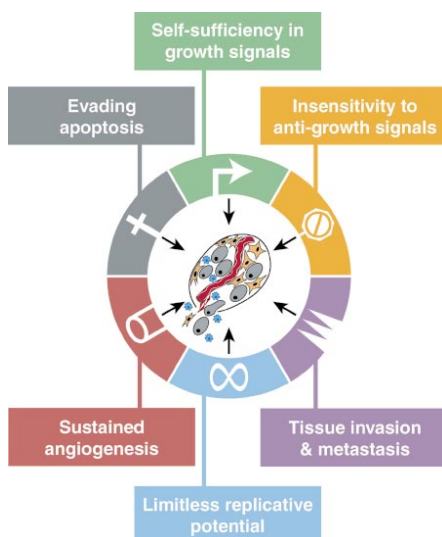 Self-sufficiency in
growth signals
Evading
apoptosis
Insensitivity to
anti-growth signals
Sustained
angiogenesis
Tissue invasion
& metastasis
Limitless replicative
potential